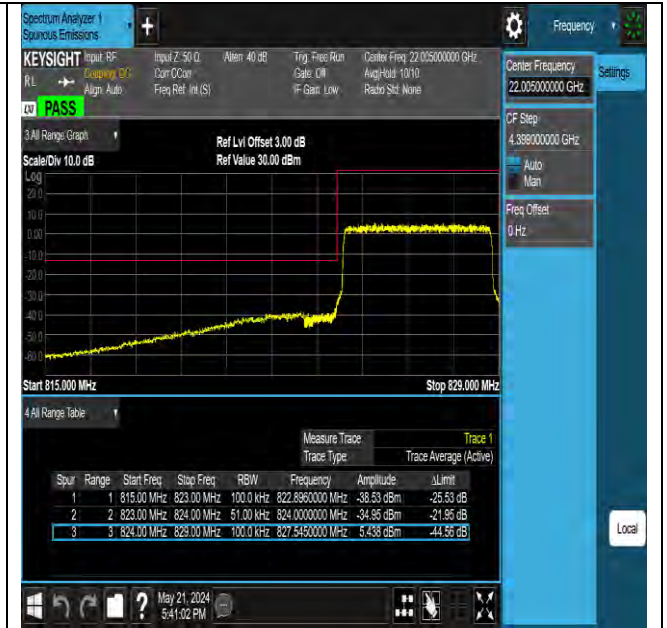 Spectrum Analyzer 1
Spurious Emissions
+
Frequency
KEYSIGHT Input: RF Input Z: 50 Ω Atten: 40 dB Trig: Free Run Center Freq: 22.005000000 GHz
RL Coupling: DC Corr CCorr Gate: Off Avg|Hold: 10/10
Align: Auto Freq Ref: Int (S) IF Gain: Low Radio Std: None
PASS
Center Frequency
22.005000000 GHz
Settings
CF Step
4.399000000 GHz
Auto
Man
Freq Offset
0 Hz
3 All Range Graph
Ref Lvl Offset 3.00 dB
Scale/Div 10.0 dB Ref Value 30.00 dBm
Log
20.0
10.0
0.00
-10.0
-20.0
-30.0
-40.0
-50.0
-60.0
Start 815.000 MHz Stop 829.000 MHz
4 All Range Table
Measure Trace Trace 1
Trace Type Trace Average (Active)
Spur Range Start Freq Stop Freq RBW Frequency Amplitude ΔLimit
1 1 815.00 MHz 823.00 MHz 100.0 kHz 822.8960000 MHz -38.53 dBm -25.53 dB
2 2 823.00 MHz 824.00 MHz 51.00 kHz 824.0000000 MHz -34.95 dBm -21.95 dB
3 3 824.00 MHz 829.00 MHz 100.0 kHz 827.5450000 MHz 5.438 dBm -44.56 dB
Local
? May 21, 2024
5:41:02 PM